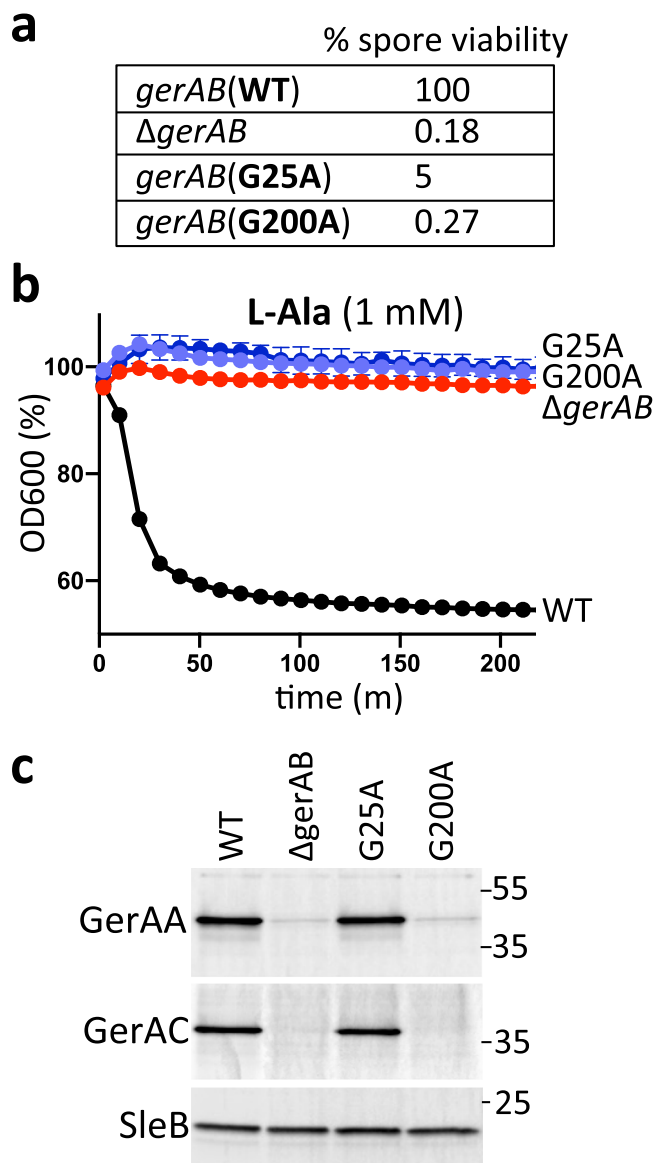 a
% spore viability
gerAB(WT) 100
ΔgerAB 0.18
gerAB(G25A) 5
gerAB(G200A) 0.27
b
L-Ala (1 mM)
OD600 (%)
100
80
60
G25A
G200A
ΔgerAB
WT
0 50 100 150 200
time (m)
c
WT ΔgerAB G25A G200A
GerAA
-55
-35
GerAC
-35
SleB
-25